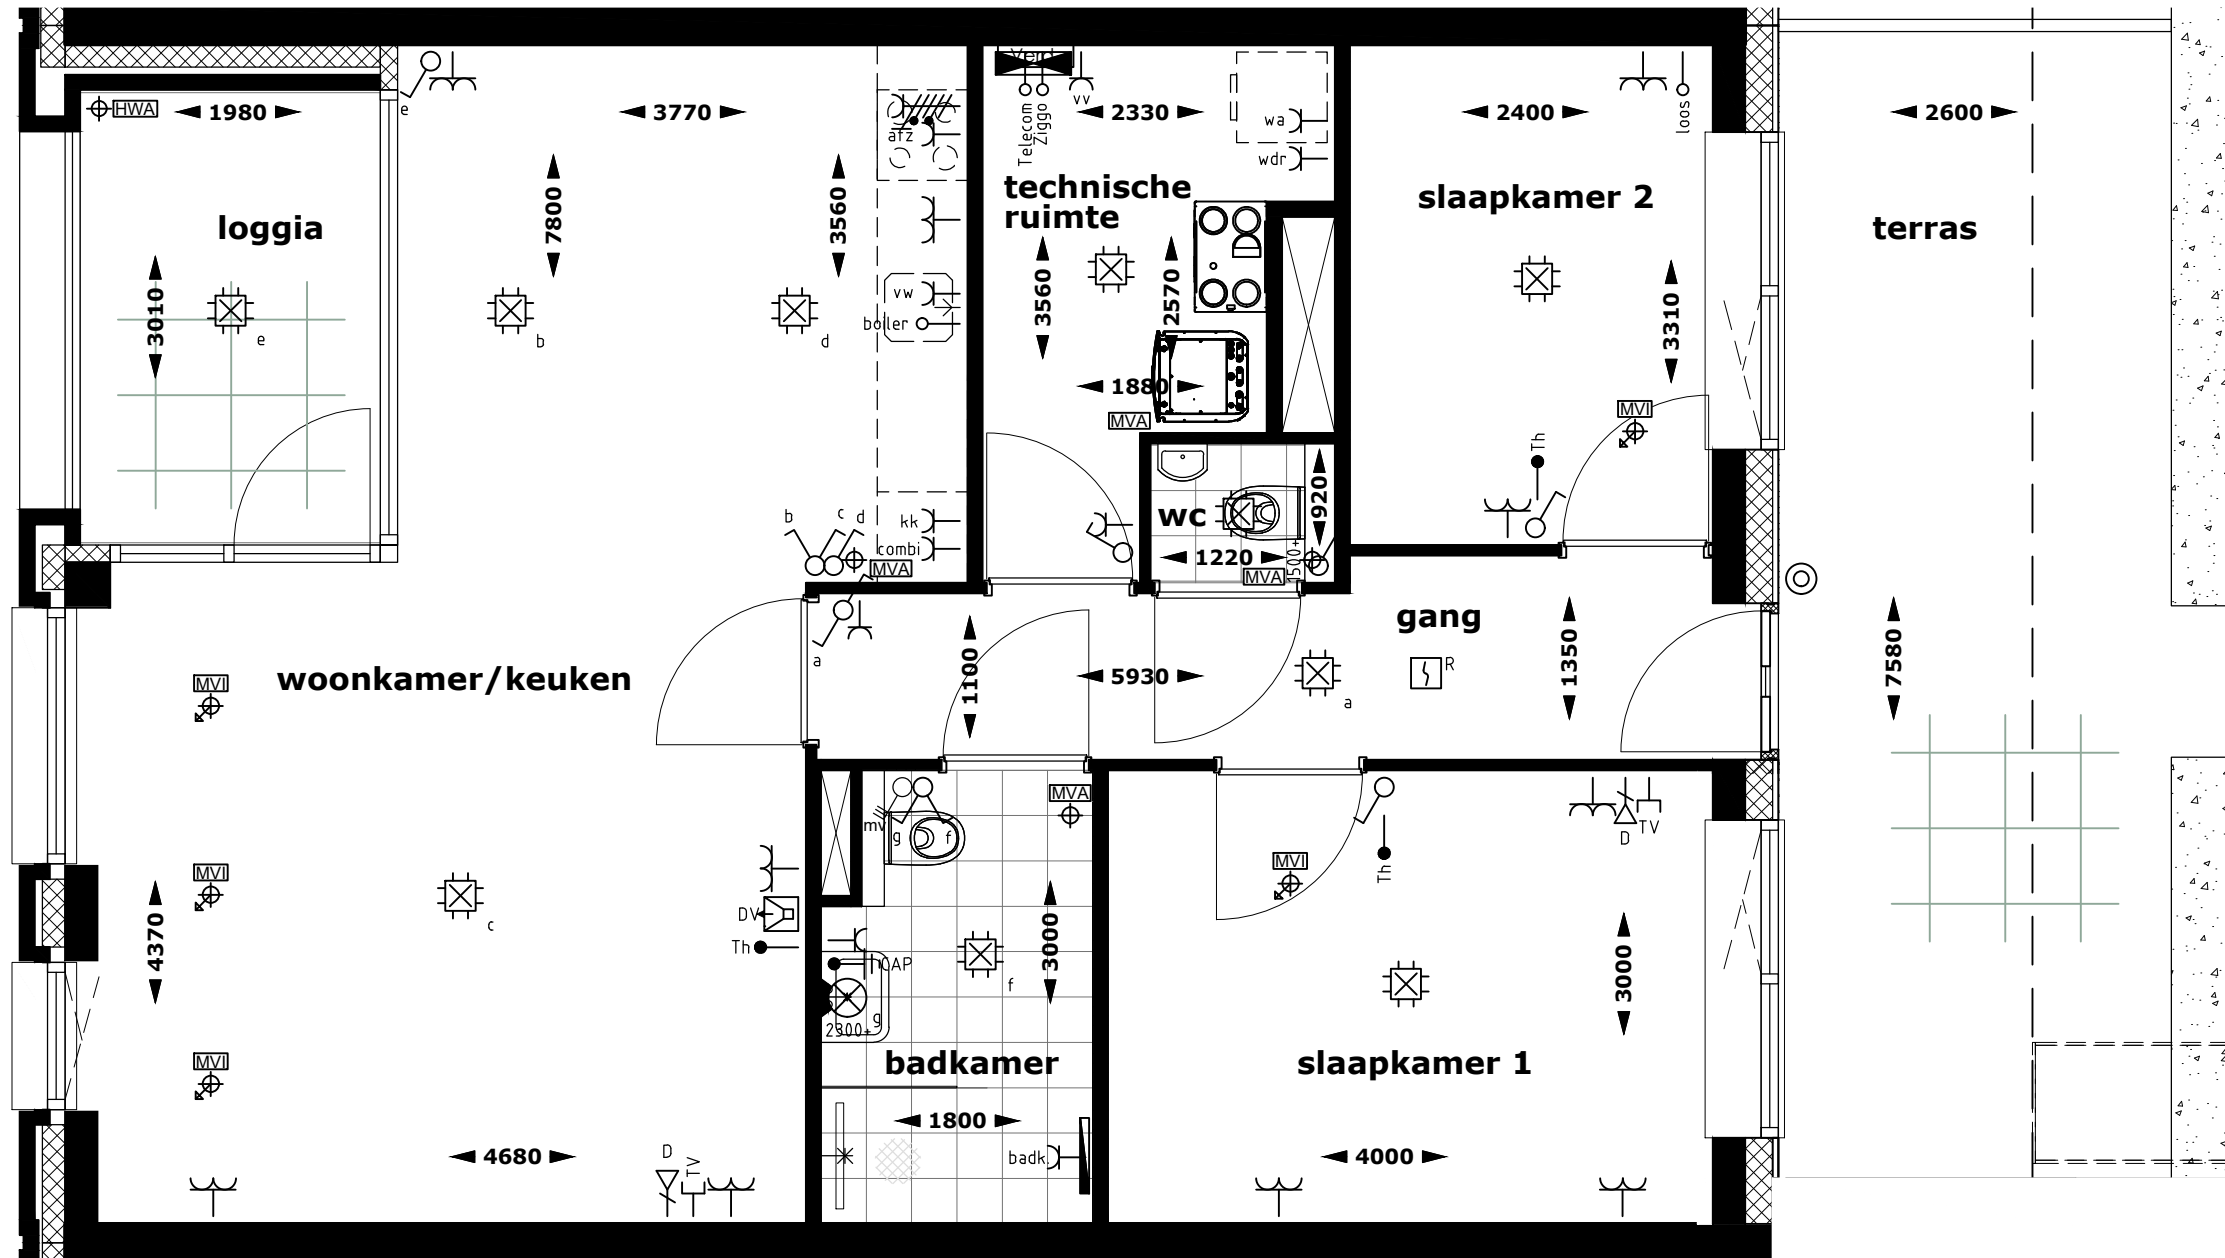 Verd
HWA
1980
e
3770
Telecom
Ziggo
vv
2330
wa
wdr
2400
loos
2600
afz
loggia
7800
3560
technische
ruimte
slaapkamer 2
terras
3010
e
b
d
vw
boiler
3560
2570
3310
1880
MVA
MVI
Th
b
c
d
kk
combi
MVA
wc
920
1220
1500+
MVA
a
gang
woonkamer/keuken
MVI
1100
5930
a
R
1350
7580
mv
g
f
MVA
MVI
Th
D
TV
MVI
4370
c
DV
Th
CAP
3000
f
3000
2300+
g
MVI
badkamer
slaapkamer 1
1800
4680
D
TV
badk.
4000